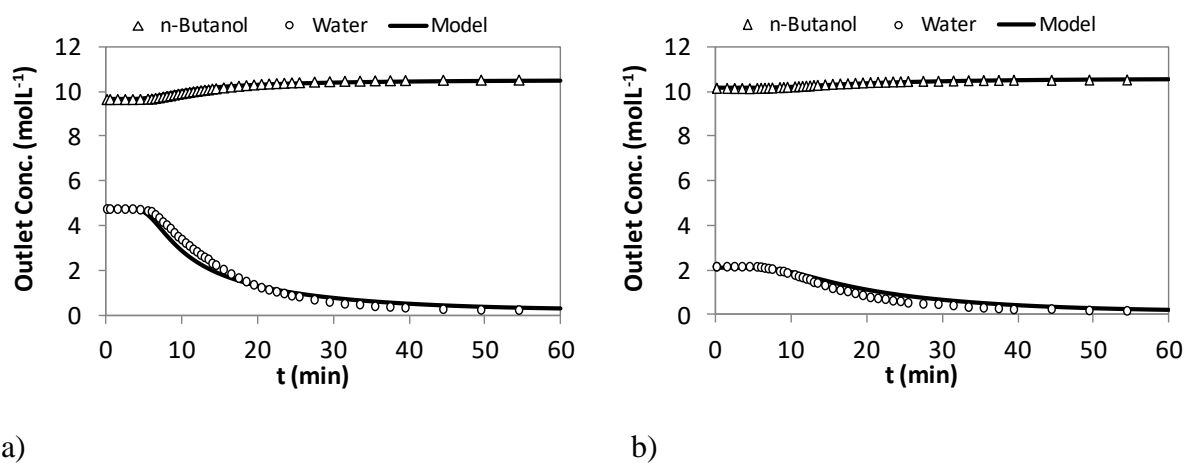 △ n-Butanol ○ Water Model
12
10
8
6
4
2
0
Outlet Conc. (molL⁻¹)
0 10 20 30 40 50 60
t (min)
a)
△ n-Butanol ○ Water Model
12
10
8
6
4
2
0
Outlet Conc. (molL⁻¹)
0 10 20 30 40 50 60
t (min)
b)